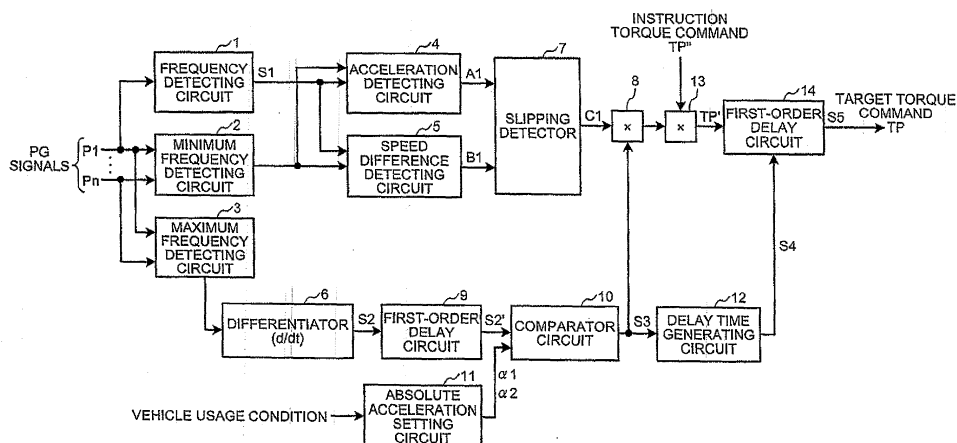 INSTRUCTION
TORQUE COMMAND
TP"
1
FREQUENCY
DETECTING
CIRCUIT
S1
4
ACCELERATION
DETECTING
CIRCUIT
A1
7
SLIPPING
DETECTOR
C1
8
×
13
×
TP'
14
FIRST-ORDER
DELAY
CIRCUIT
S5
TARGET TORQUE
COMMAND
TP
PG
SIGNALS
P1
Pn
2
MINIMUM
FREQUENCY
DETECTING
CIRCUIT
5
SPEED
DIFFERENCE
DETECTING
CIRCUIT
B1
3
MAXIMUM
FREQUENCY
DETECTING
CIRCUIT
S4
6
DIFFERENTIATOR
(d/dt)
S2
9
FIRST-ORDER
DELAY
CIRCUIT
S2'
10
COMPARATOR
CIRCUIT
S3
12
DELAY TIME
GENERATING
CIRCUIT
α1
α2
VEHICLE USAGE CONDITION
11
ABSOLUTE
ACCELERATION
SETTING
CIRCUIT